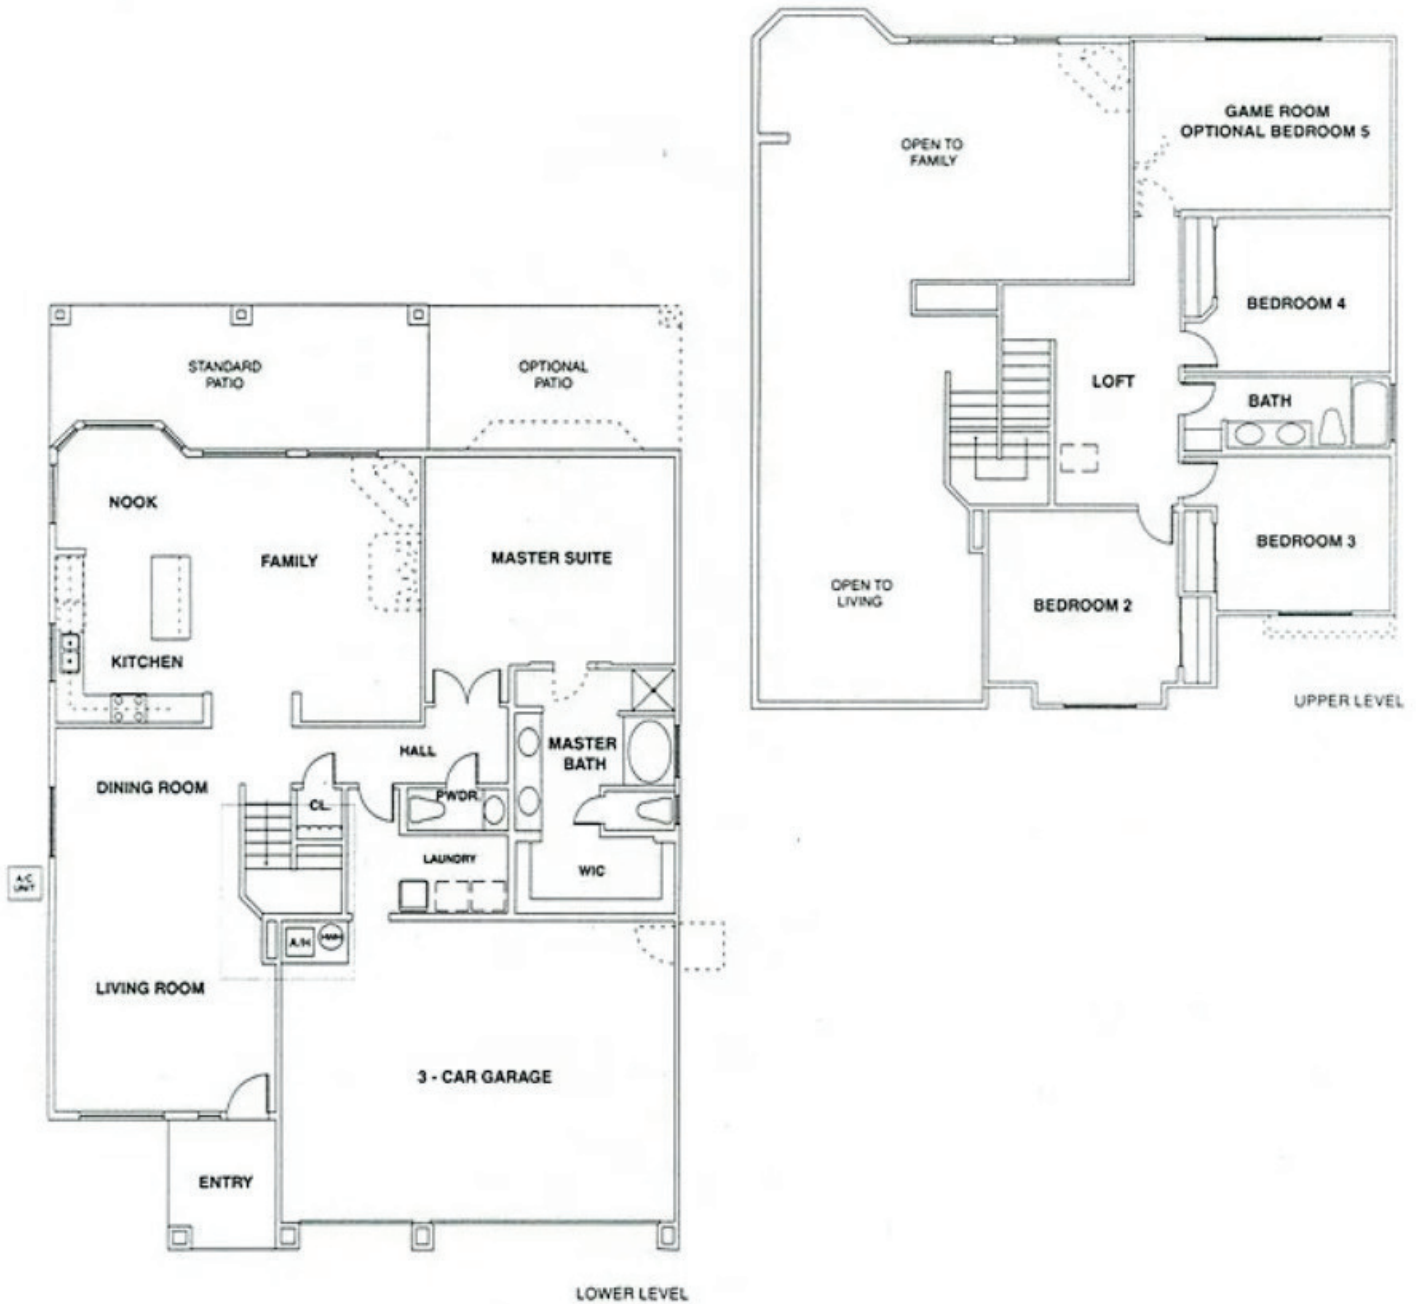 GAME ROOM
OPTIONAL BEDROOM 5
OPEN TO
FAMILY
BEDROOM 4
LOFT
BATH
BEDROOM 3
OPEN TO
LIVING
BEDROOM 2
UPPER LEVEL
STANDARD
PATIO
OPTIONAL
PATIO
NOOK
FAMILY
MASTER SUITE
KITCHEN
HALL
MASTER
BATH
DINING ROOM
CL.
PWDR.
LAUNDRY
WIC
A/C
UNIT
A/H
LIVING ROOM
3 - CAR GARAGE
ENTRY
LOWER LEVEL